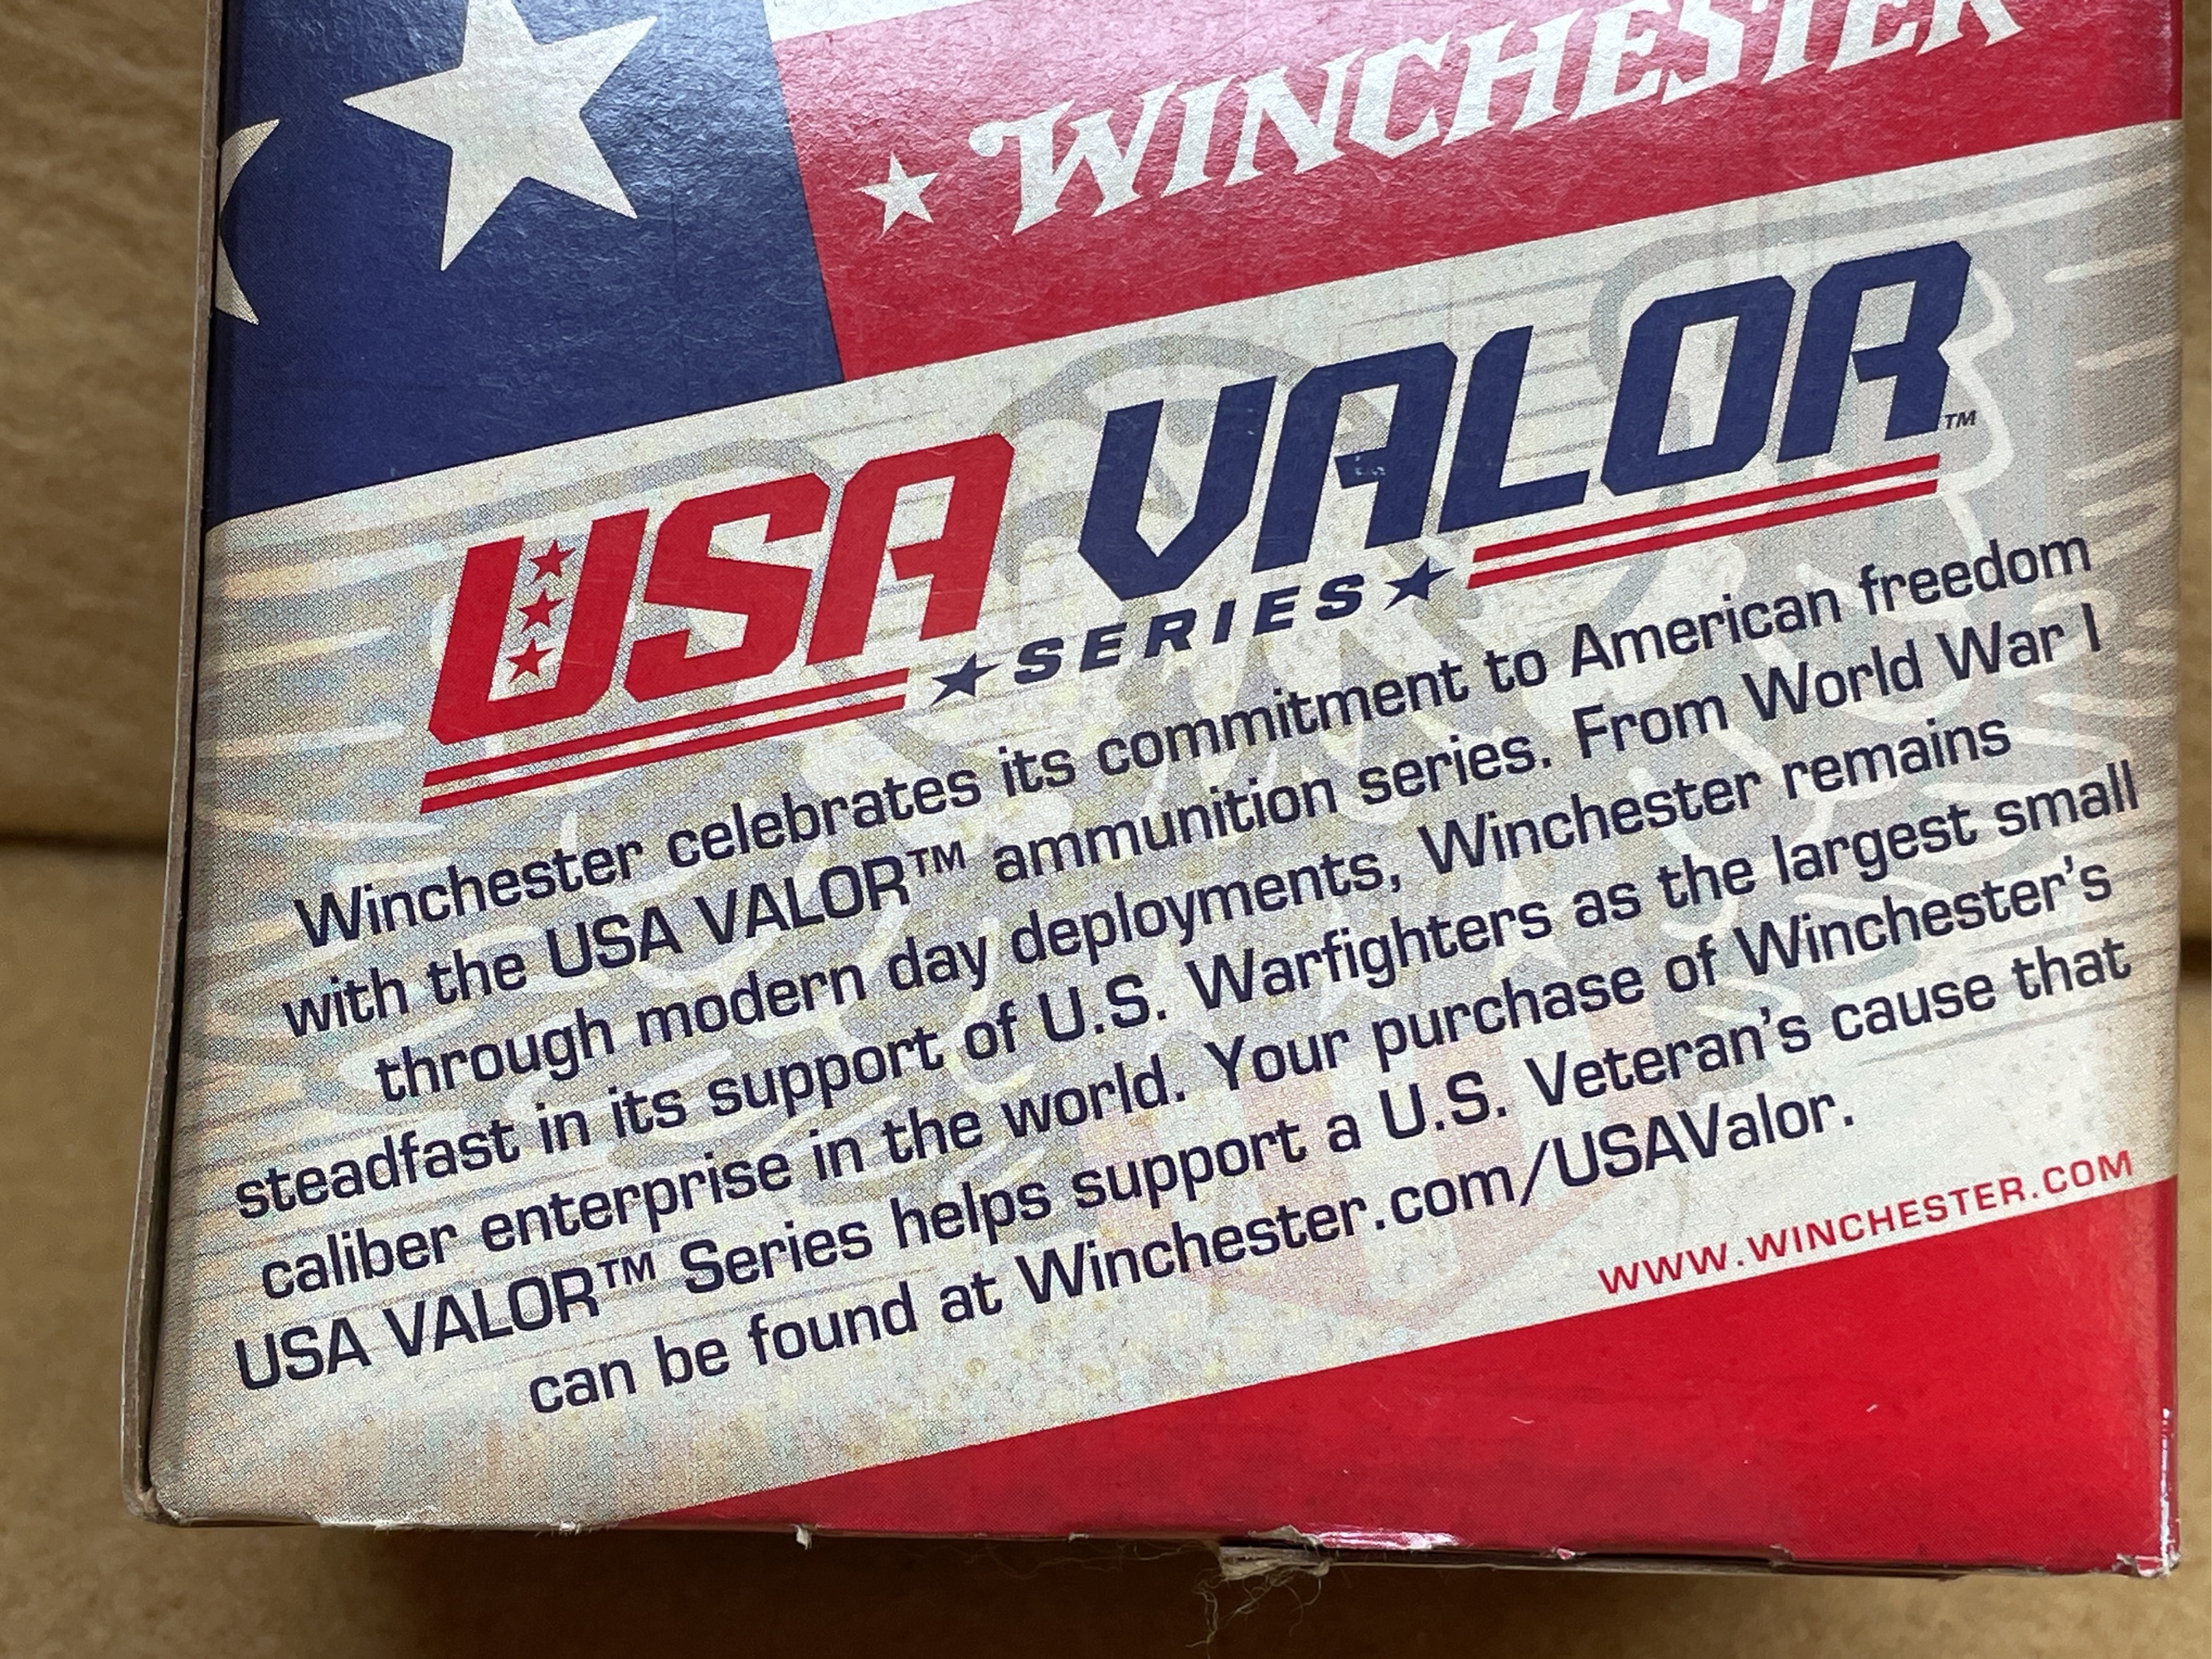 WINCHESTER
USA VALOR™
SERIES
Winchester celebrates its commitment to American freedom
with the USA VALOR™ ammunition series. From World War I
through modern day deployments, Winchester remains
steadfast in its support of U.S. Warfighters as the largest small
caliber enterprise in the world. Your purchase of Winchester's
USA VALOR™ Series helps support a U.S. Veteran's cause that
can be found at Winchester.com/USAValor.
WWW.WINCHESTER.COM